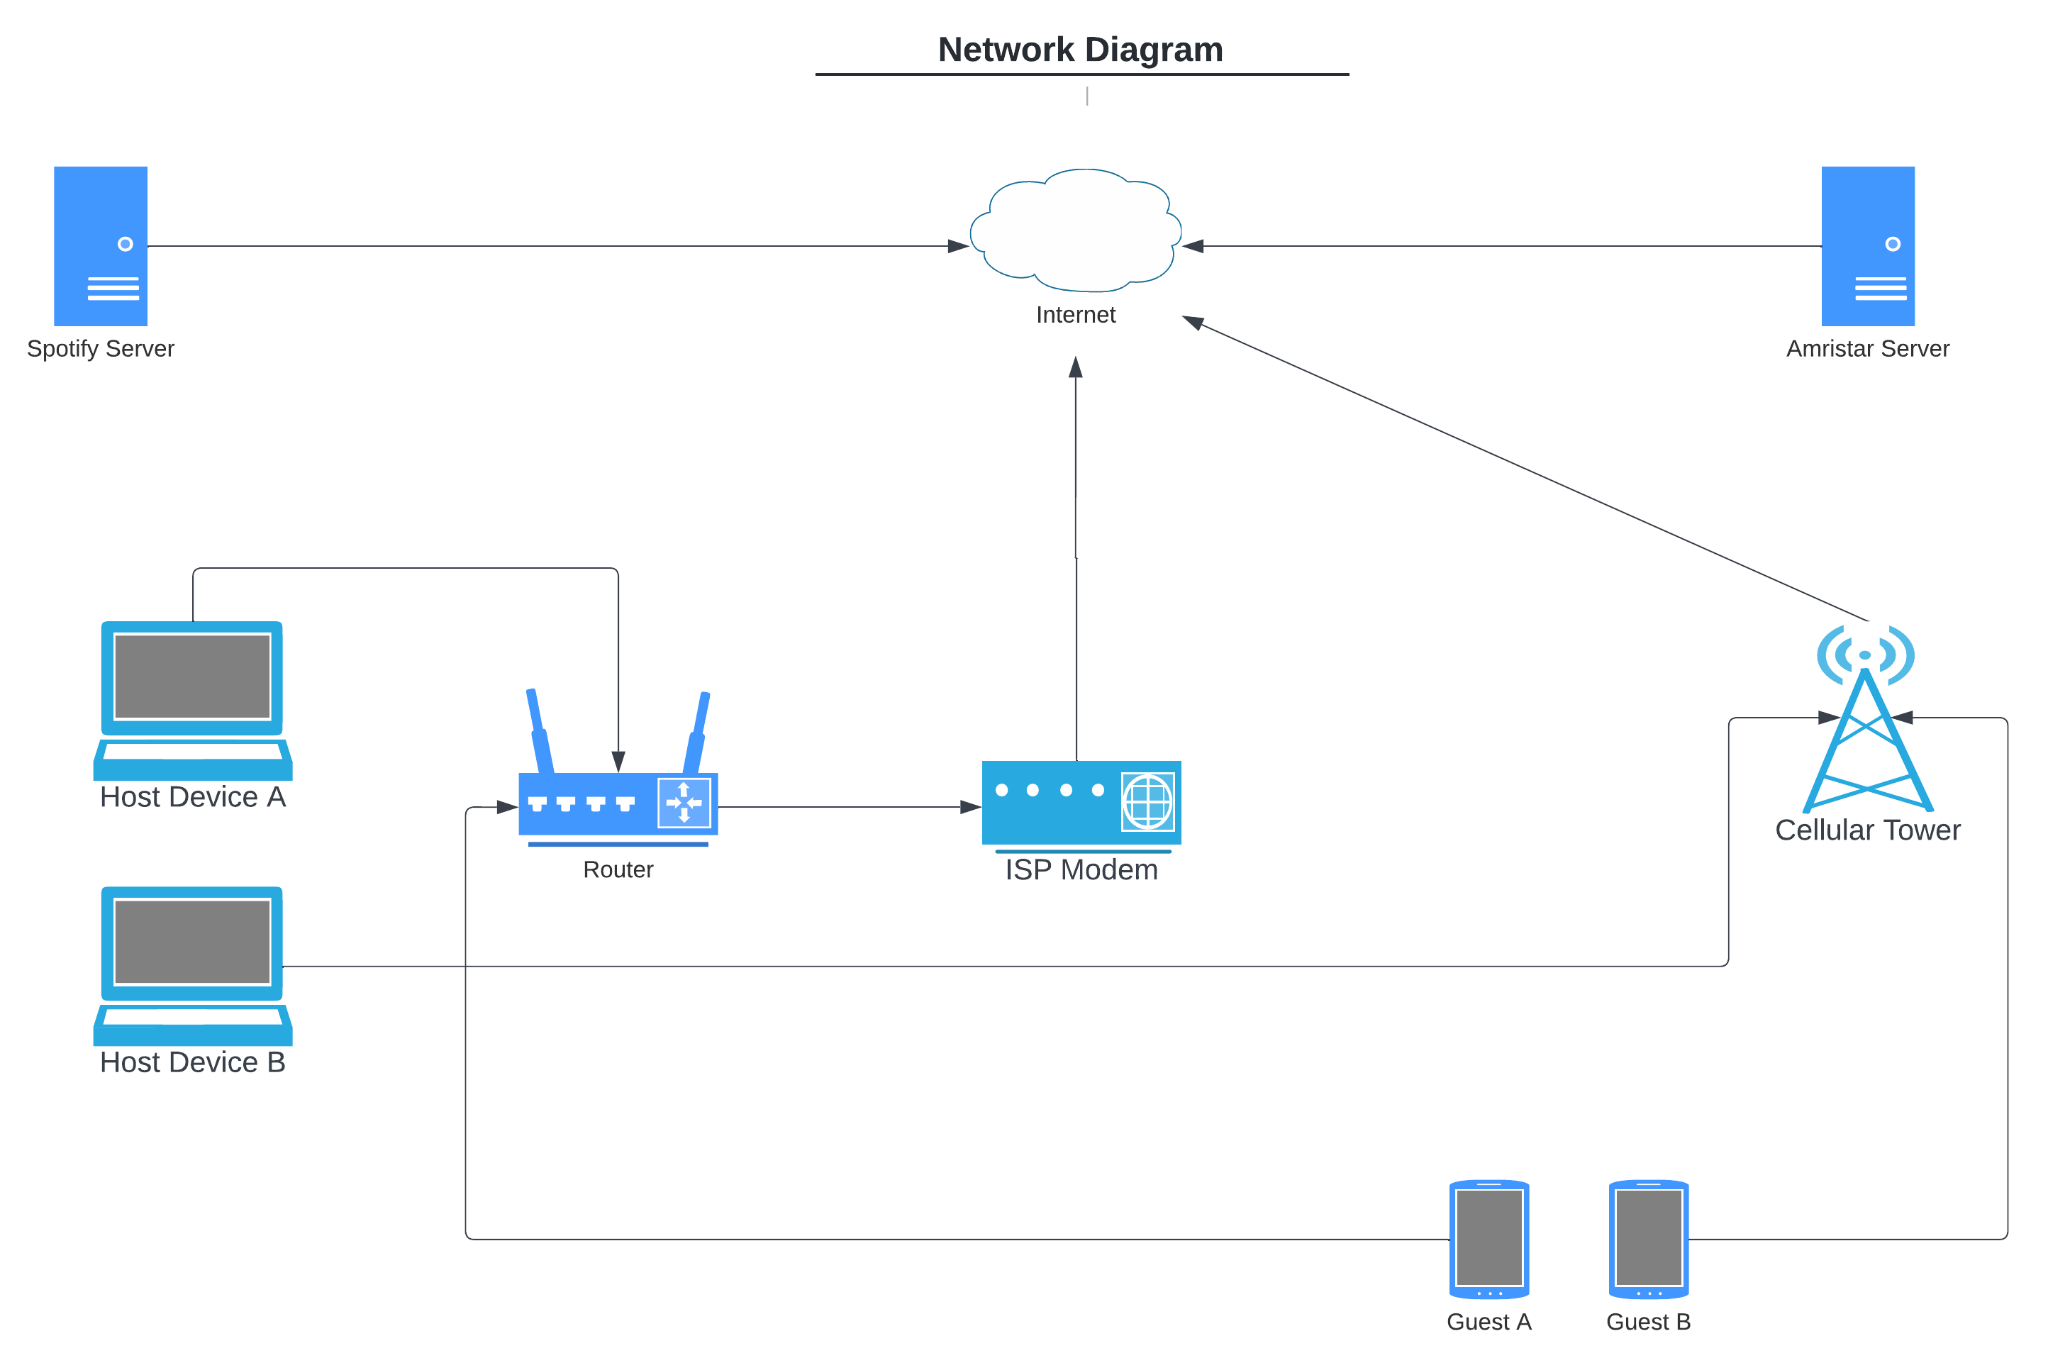 Network Diagram
Internet
Spotify Server
Amristar Server
Host Device A
Cellular Tower
Router
ISP Modem
Host Device B
Guest A
Guest B